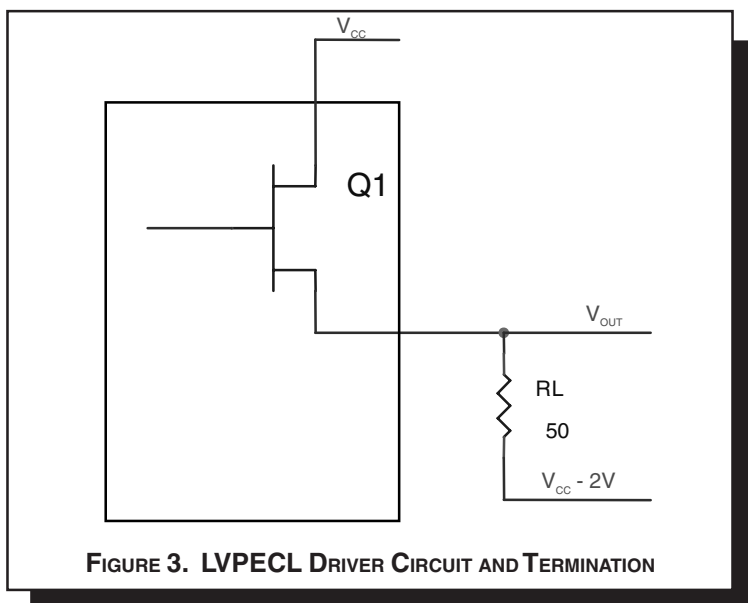 V_CC
Q1
V_OUT
RL
50
V_CC - 2V
FIGURE 3. LVPECL DRIVER CIRCUIT AND TERMINATION